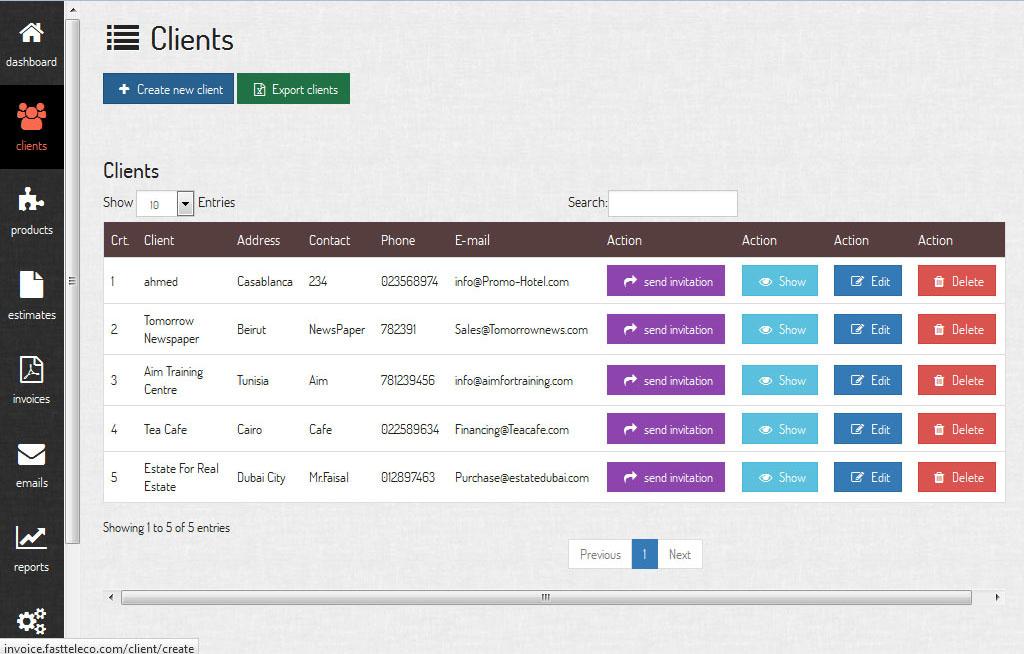 dashboard
clients
products
estimates
invoices
emails
reports
Clients
Create new client Export clients
Clients
Show 10 Entries Search:
Crt. Client Address Contact Phone E-mail Action Action Action Action
1 ahmed Casablanca 234 023568974 info@Promo-Hotel.com send invitation Show Edit Delete
2 Tomorrow Newspaper Beirut NewsPaper 782391 Sales@Tomorrownews.com send invitation Show Edit Delete
3 Aim Training Centre Tunisia Aim 781239456 info@aimfortraining.com send invitation Show Edit Delete
4 Tea Cafe Cairo Cafe 022589634 Financing@Teacafe.com send invitation Show Edit Delete
5 Estate For Real Estate Dubai City Mr.Faisal 012897463 Purchase@estatedubai.com send invitation Show Edit Delete
Showing 1 to 5 of 5 entries
Previous 1 Next
invoice.fastteleco.com/client/create